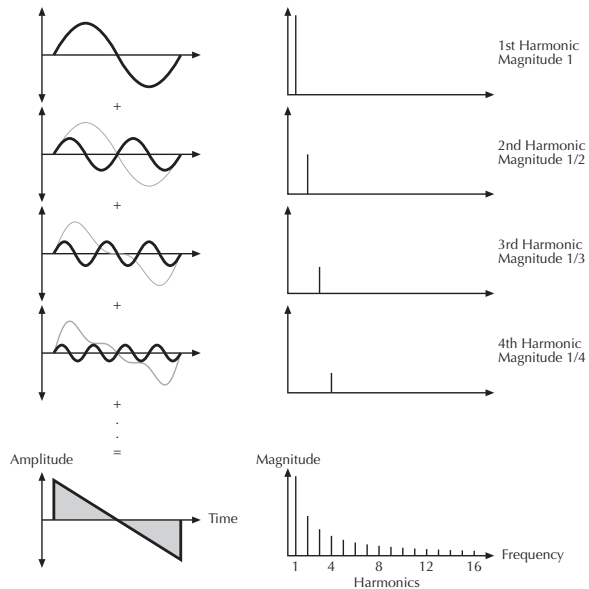 1st Harmonic
Magnitude 1
+
2nd Harmonic
Magnitude 1/2
+
3rd Harmonic
Magnitude 1/3
+
4th Harmonic
Magnitude 1/4
+
.
.
=
Amplitude
Time
Magnitude
Frequency
1 4 8 12 16
Harmonics